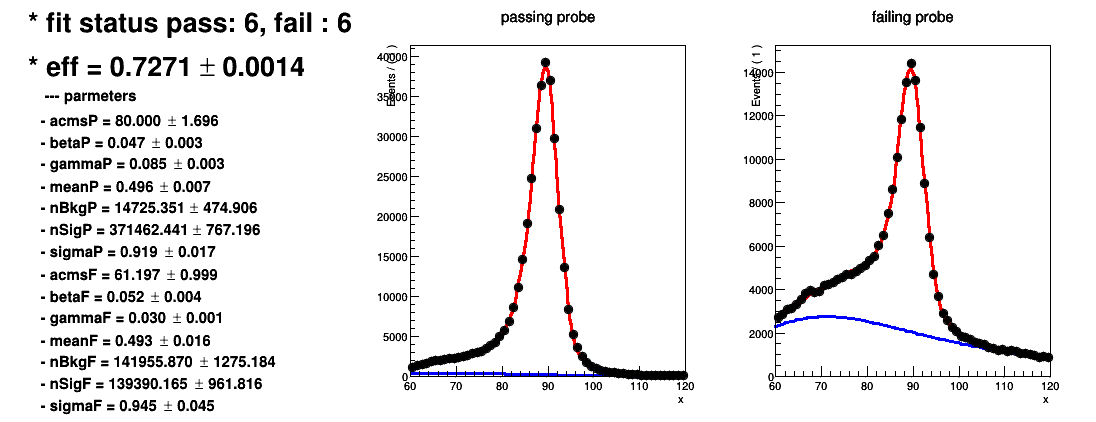 * fit status pass: 6, fail : 6
* eff = 0.7271 ± 0.0014
--- parmeters
- acmsP = 80.000 ± 1.696
- betaP = 0.047 ± 0.003
- gammaP = 0.085 ± 0.003
- meanP = 0.496 ± 0.007
- nBkgP = 14725.351 ± 474.906
- nSigP = 371462.441 ± 767.196
- sigmaP = 0.919 ± 0.017
- acmsF = 61.197 ± 0.999
- betaF = 0.052 ± 0.004
- gammaF = 0.030 ± 0.001
- meanF = 0.493 ± 0.016
- nBkgF = 141955.870 ± 1275.184
- nSigF = 139390.165 ± 961.816
- sigmaF = 0.945 ± 0.045
passing probe
Events / ( 1 )
40000
35000
30000
25000
20000
15000
10000
5000
0
60 70 80 90 100 110 120
x
failing probe
Events / ( 1 )
14000
12000
10000
8000
6000
4000
2000
0
60 70 80 90 100 110 120
x